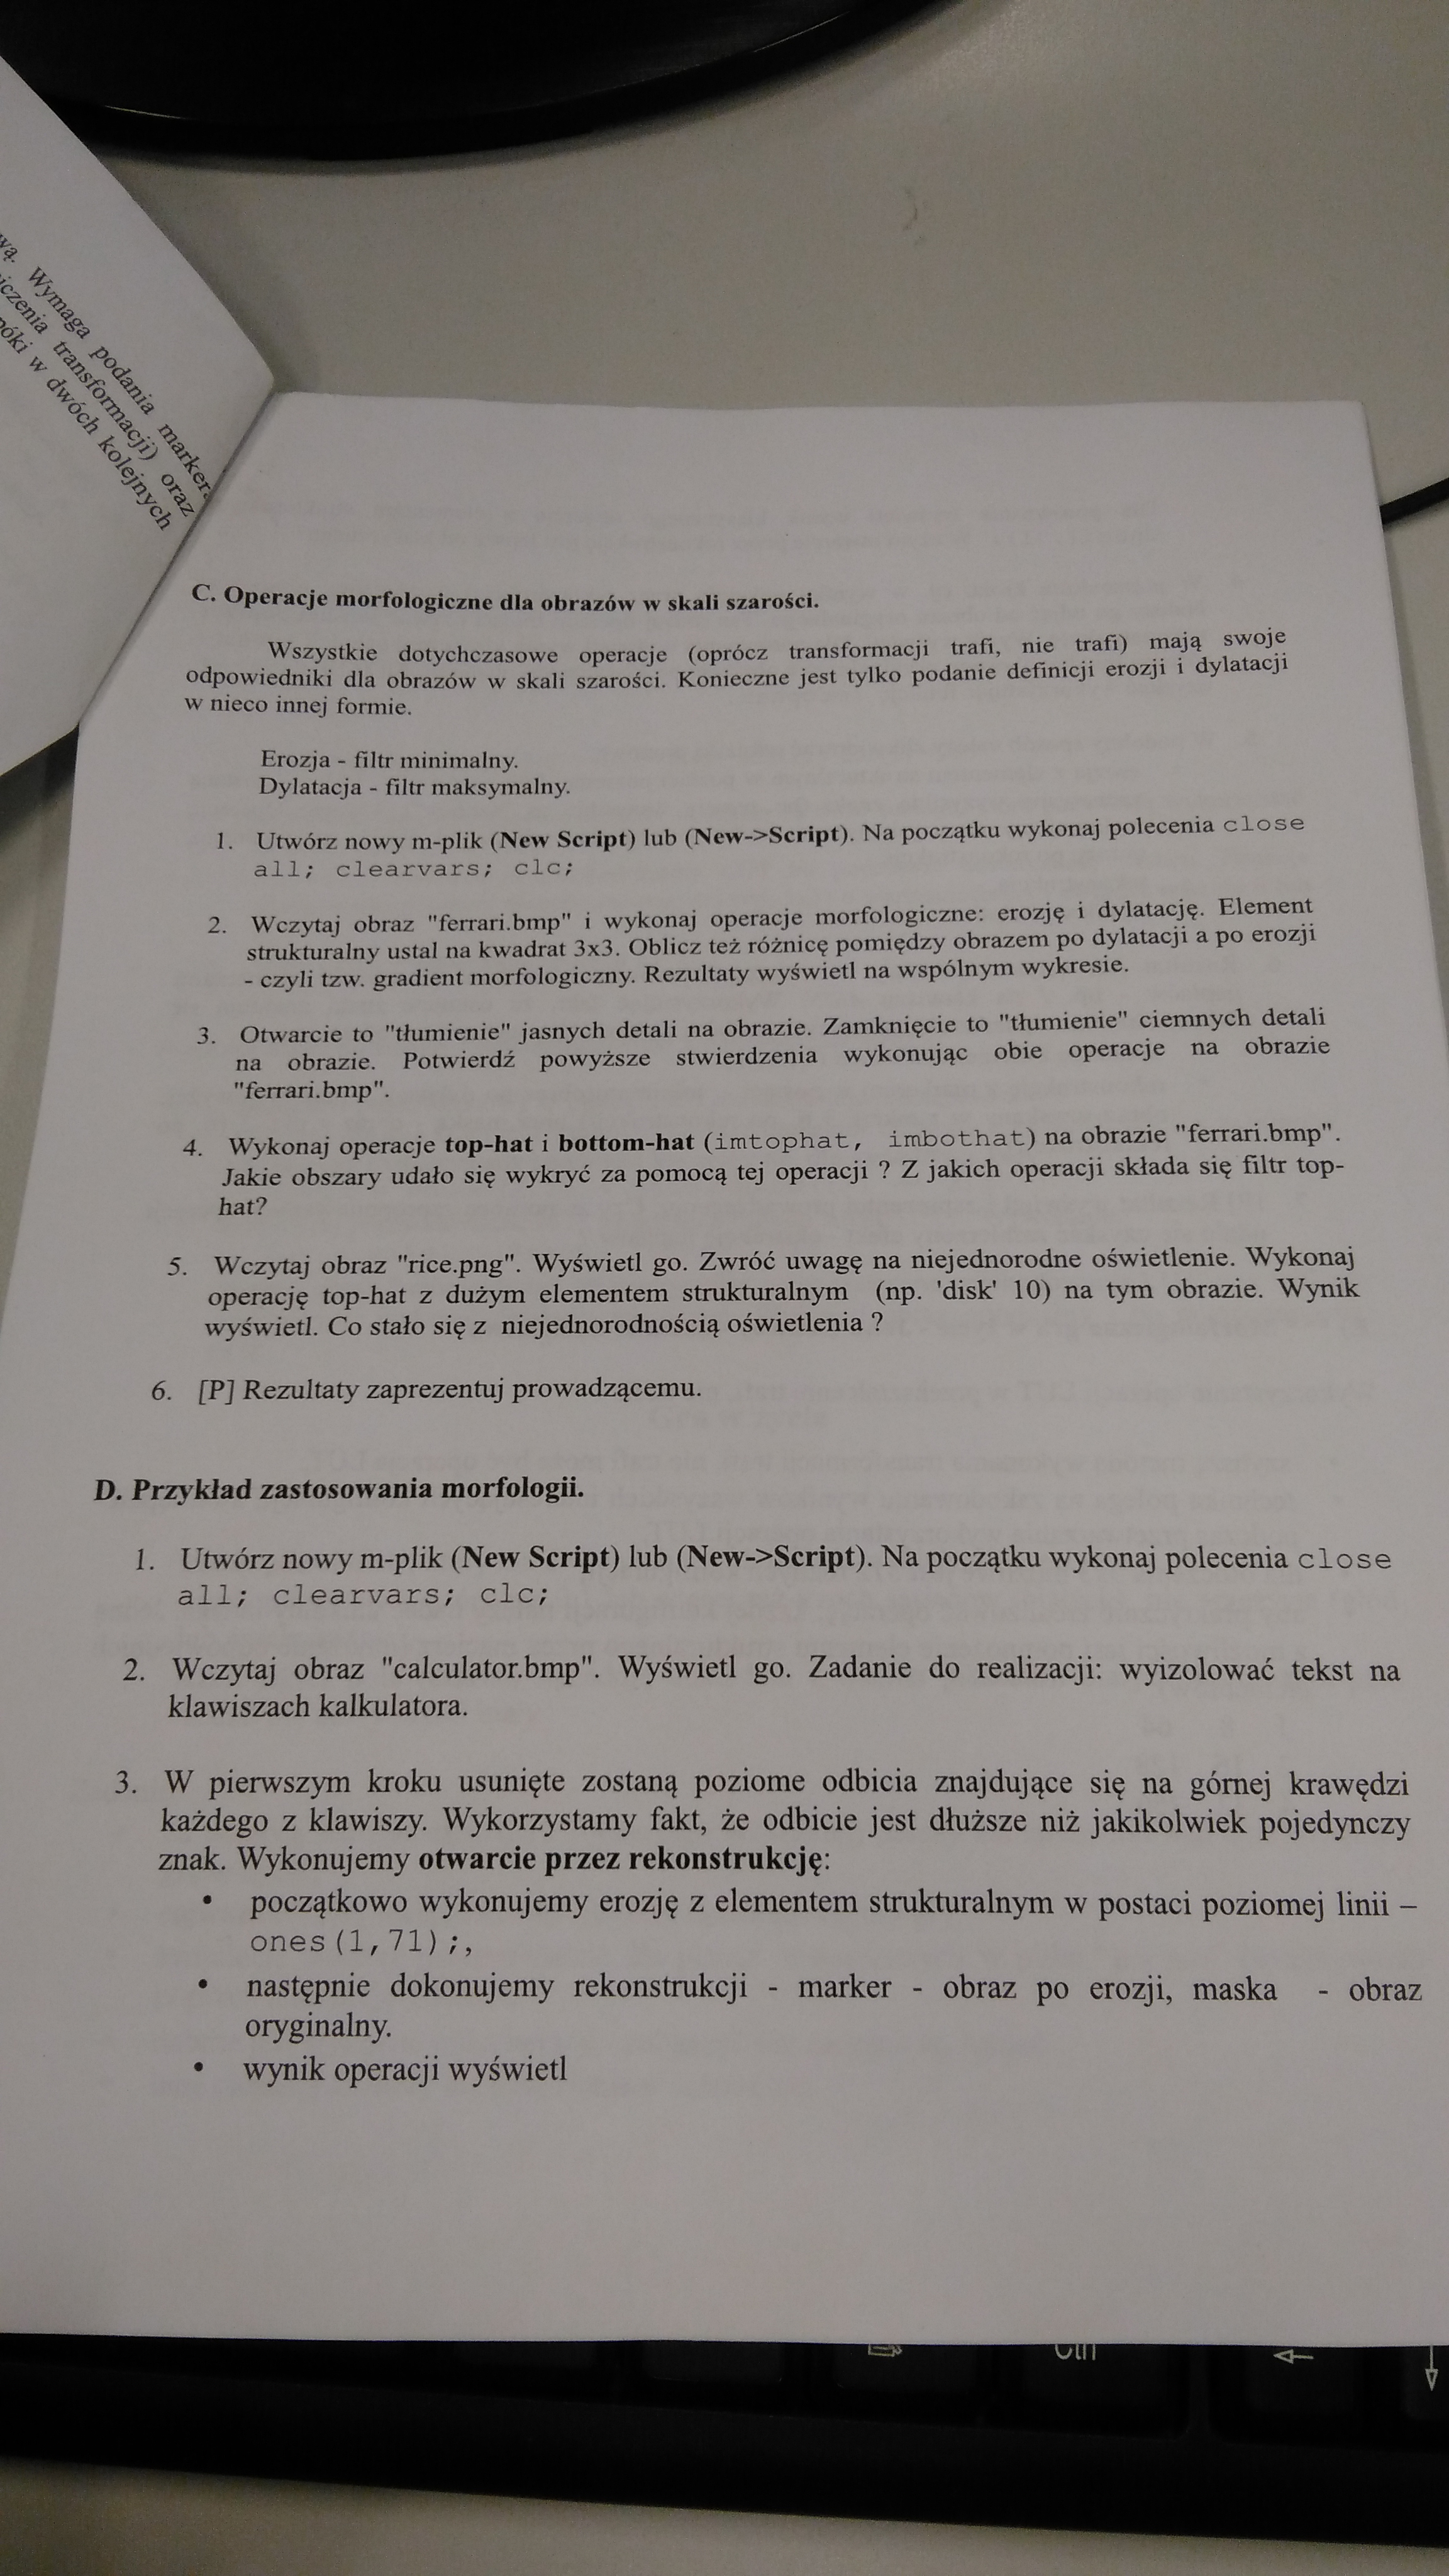 wą. Wymaga podania marker
iczenia transformacji) oraz
póki w dwóch kolejnych
C. Operacje morfologiczne dla obrazów w skali szarości.
Wszystkie dotychczasowe operacje (oprócz transformacji trafi, nie trafi) mają swoje
odpowiedniki dla obrazów w skali szarości. Konieczne jest tylko podanie definicji erozji i dylatacji
w nieco innej formie.
Erozja - filtr minimalny.
Dylatacja - filtr maksymalny.
1. Utwórz nowy m-plik (New Script) lub (New->Script). Na początku wykonaj polecenia close
all; clearvars; clc;
2. Wczytaj obraz "ferrari.bmp" i wykonaj operacje morfologiczne: erozję i dylatację. Element
strukturalny ustal na kwadrat 3x3. Oblicz też różnicę pomiędzy obrazem po dylatacji a po erozji
- czyli tzw. gradient morfologiczny. Rezultaty wyświetl na wspólnym wykresie.
3. Otwarcie to "tłumienie" jasnych detali na obrazie. Zamknięcie to "tłumienie" ciemnych detali
na obrazie. Potwierdź powyższe stwierdzenia wykonując obie operacje na obrazie
"ferrari.bmp".
4. Wykonaj operacje top-hat i bottom-hat (imtophat, imbothat) na obrazie "ferrari.bmp".
Jakie obszary udało się wykryć za pomocą tej operacji ? Z jakich operacji składa się filtr top-
hat?
5. Wczytaj obraz "rice.png". Wyświetl go. Zwróć uwagę na niejednorodne oświetlenie. Wykonaj
operację top-hat z dużym elementem strukturalnym (np. 'disk' 10) na tym obrazie. Wynik
wyświetl. Co stało się z niejednorodnością oświetlenia ?
6. [P] Rezultaty zaprezentuj prowadzącemu.
D. Przykład zastosowania morfologii.
1. Utwórz nowy m-plik (New Script) lub (New->Script). Na początku wykonaj polecenia close
all; clearvars; clc;
2. Wczytaj obraz "calculator.bmp". Wyświetl go. Zadanie do realizacji: wyizolować tekst na
klawiszach kalkulatora.
3. W pierwszym kroku usunięte zostaną poziome odbicia znajdujące się na górnej krawędzi
każdego z klawiszy. Wykorzystamy fakt, że odbicie jest dłuższe niż jakikolwiek pojedynczy
znak. Wykonujemy otwarcie przez rekonstrukcję:
• początkowo wykonujemy erozję z elementem strukturalnym w postaci poziomej linii –
ones(1,71);,
• następnie dokonujemy rekonstrukcji - marker - obraz po erozji, maska - obraz
oryginalny.
• wynik operacji wyświetl
Ctrl